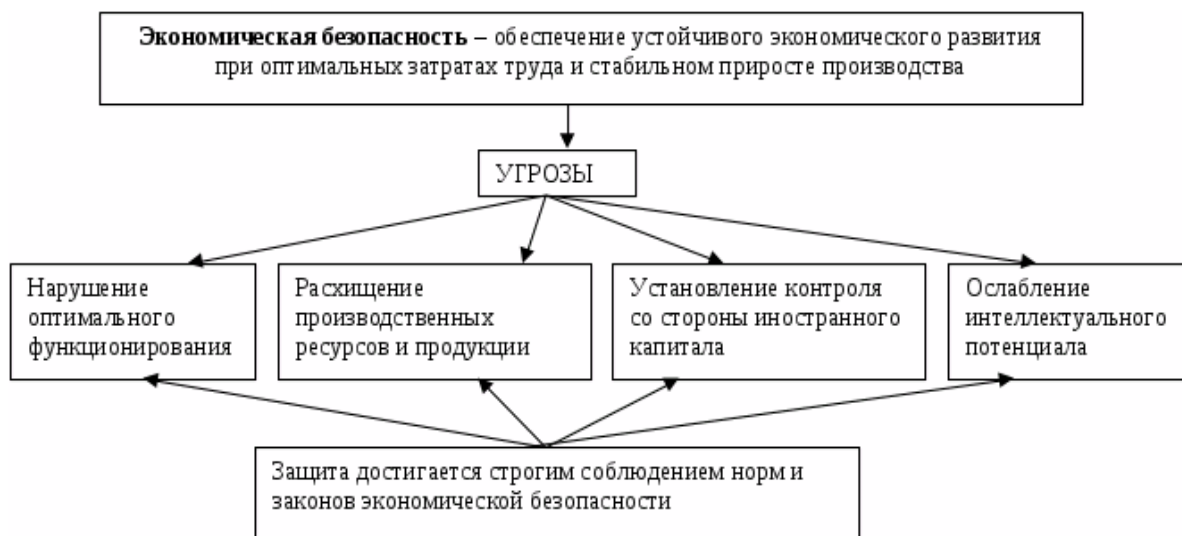 Экономическая безопасность – обеспечение устойчивого экономического развития
при оптимальных затратах труда и стабильном приросте производства
УГРОЗЫ
Нарушение
оптимального
функционирования
Расхищение
производственных
ресурсов и продукции
Установление контроля
со стороны иностранного
капитала
Ослабление
интеллектуального
потенциала
Защита достигается строгим соблюдением норм и
законов экономической безопасности